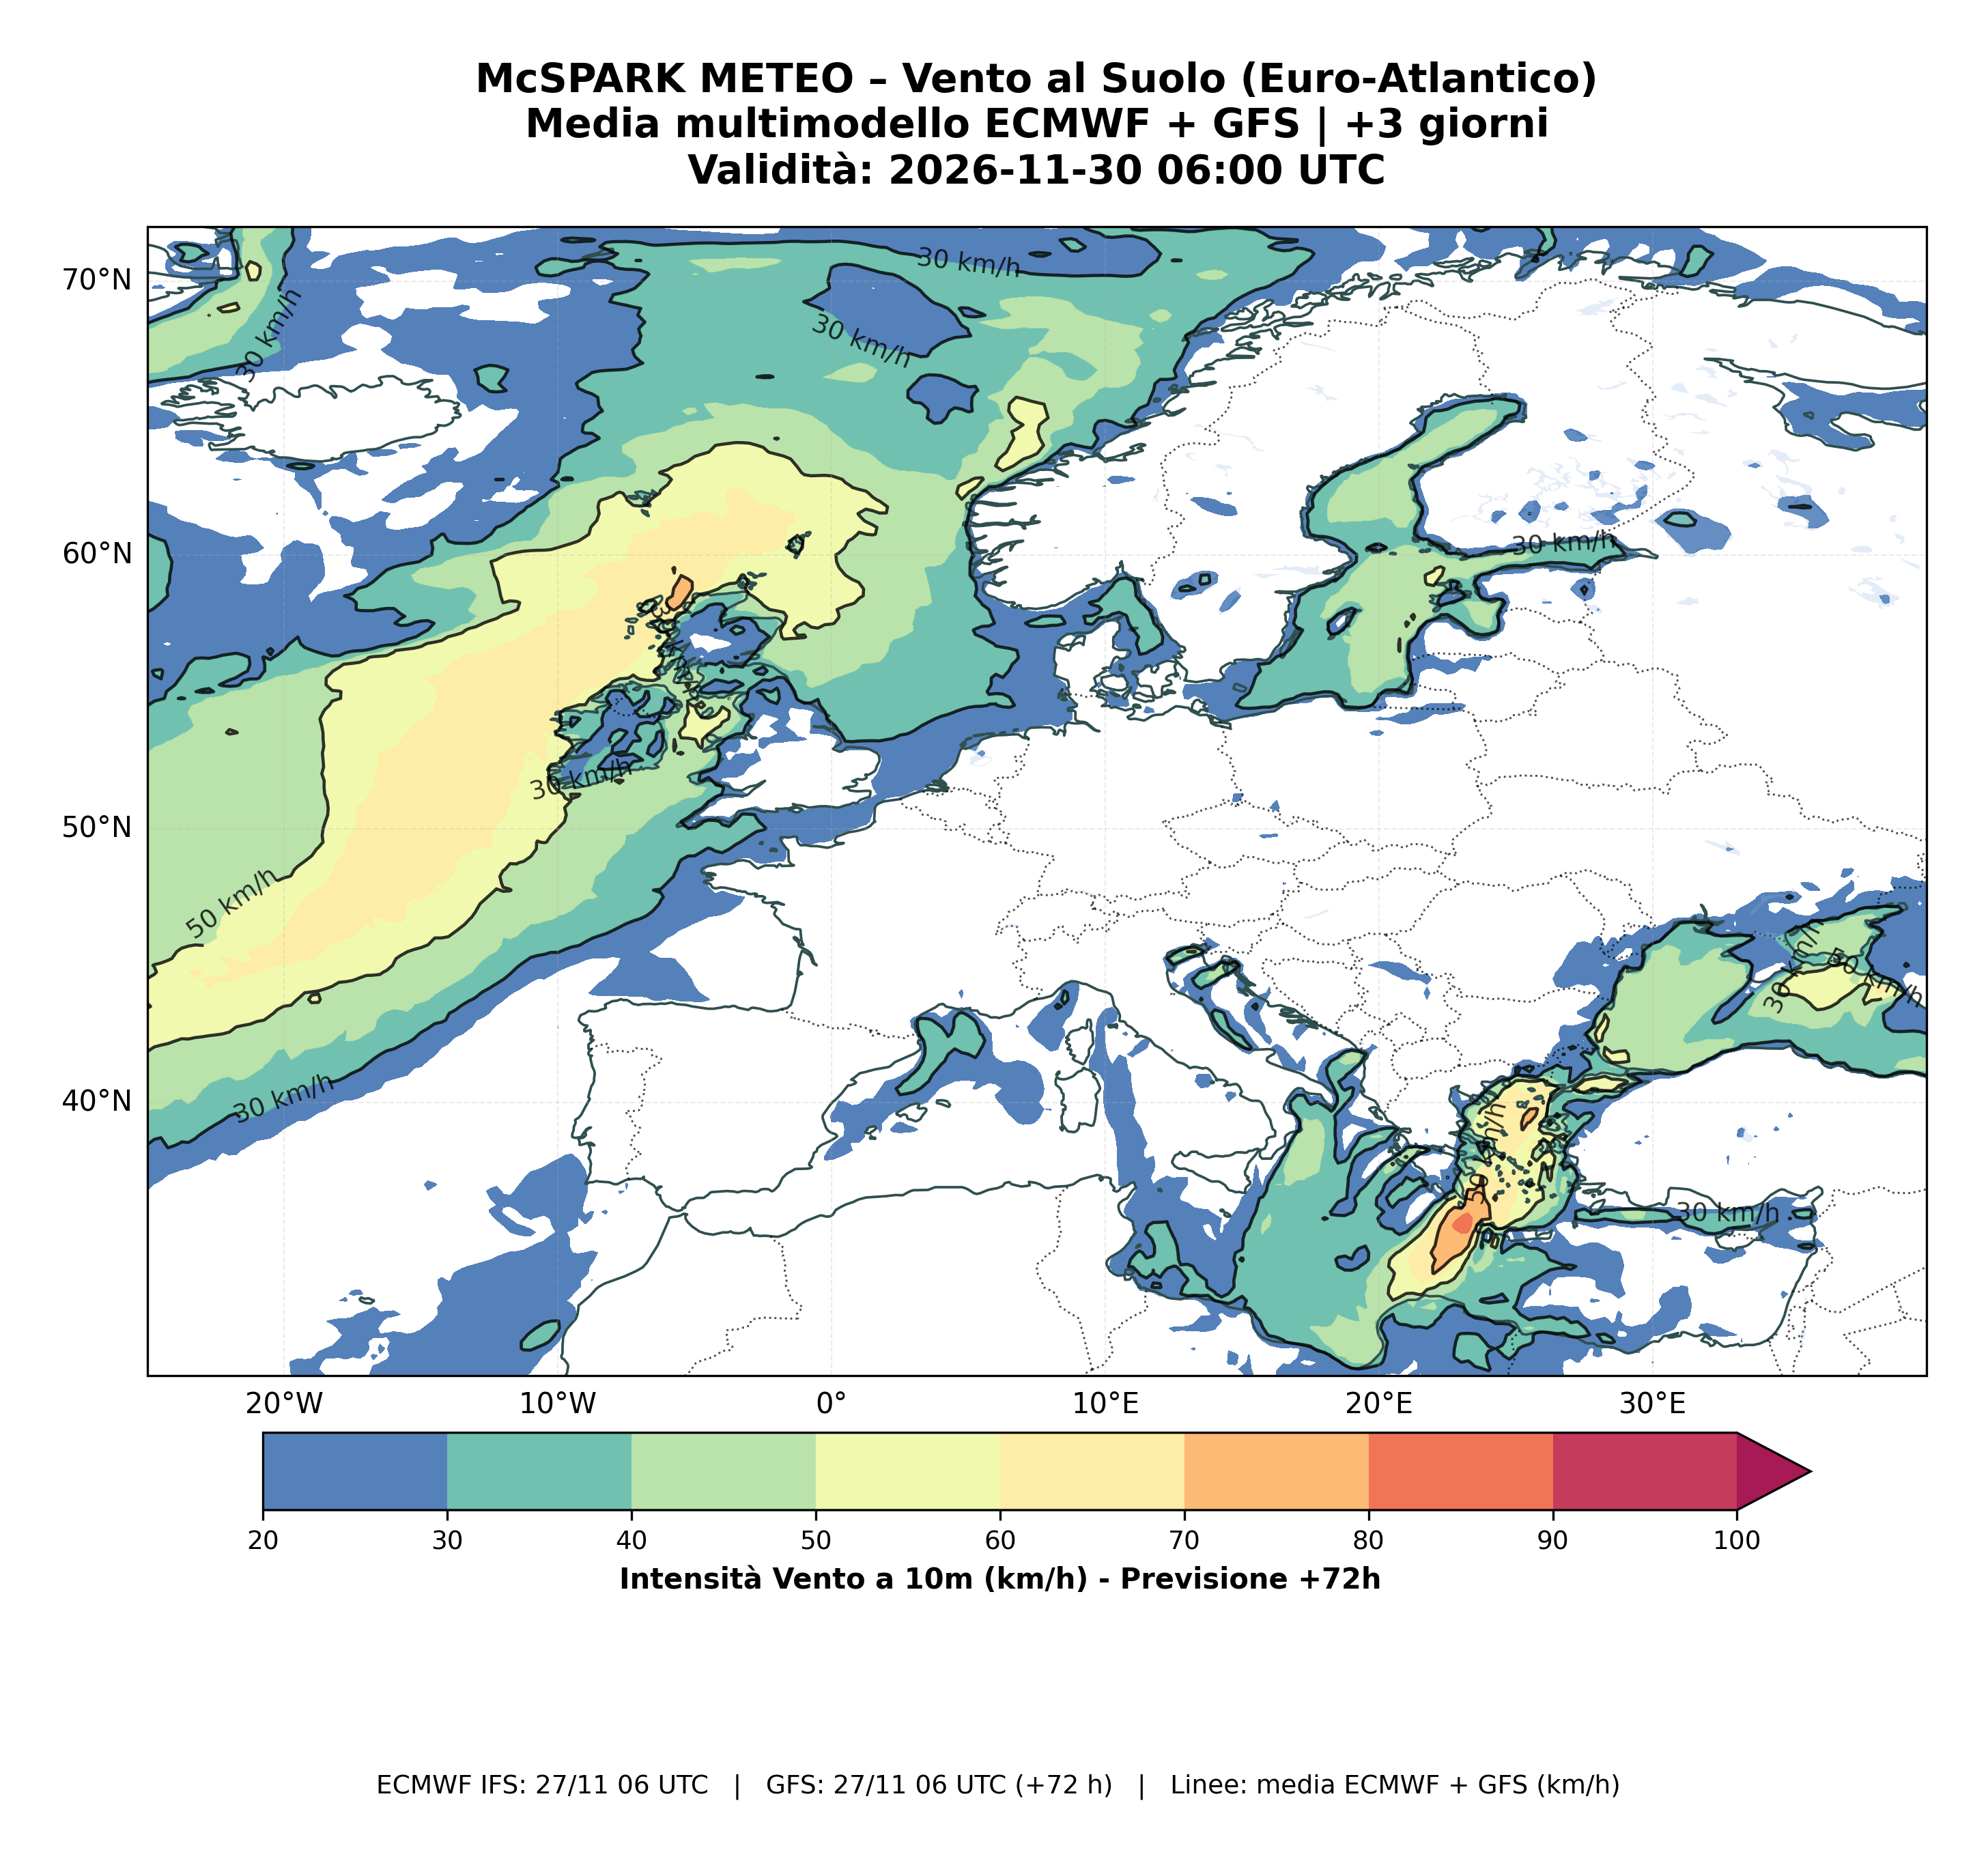 McSPARK METEO – Vento al Suolo (Euro-Atlantico)
Media multimodello ECMWF + GFS | +3 giorni
Validità: 2026-11-30 06:00 UTC
70°N
60°N
50°N
40°N
30 km/h
30 km/h
30 km/h
30 km/h
30 km/h
50 km/h
30 km/h
30 km/h
50 km/h
30 km/h
20°W
10°W
0°
10°E
20°E
30°E
20
30
40
50
60
70
80
90
100
Intensità Vento a 10m (km/h) - Previsione +72h
ECMWF IFS: 27/11 06 UTC | GFS: 27/11 06 UTC (+72 h) | Linee: media ECMWF + GFS (km/h)